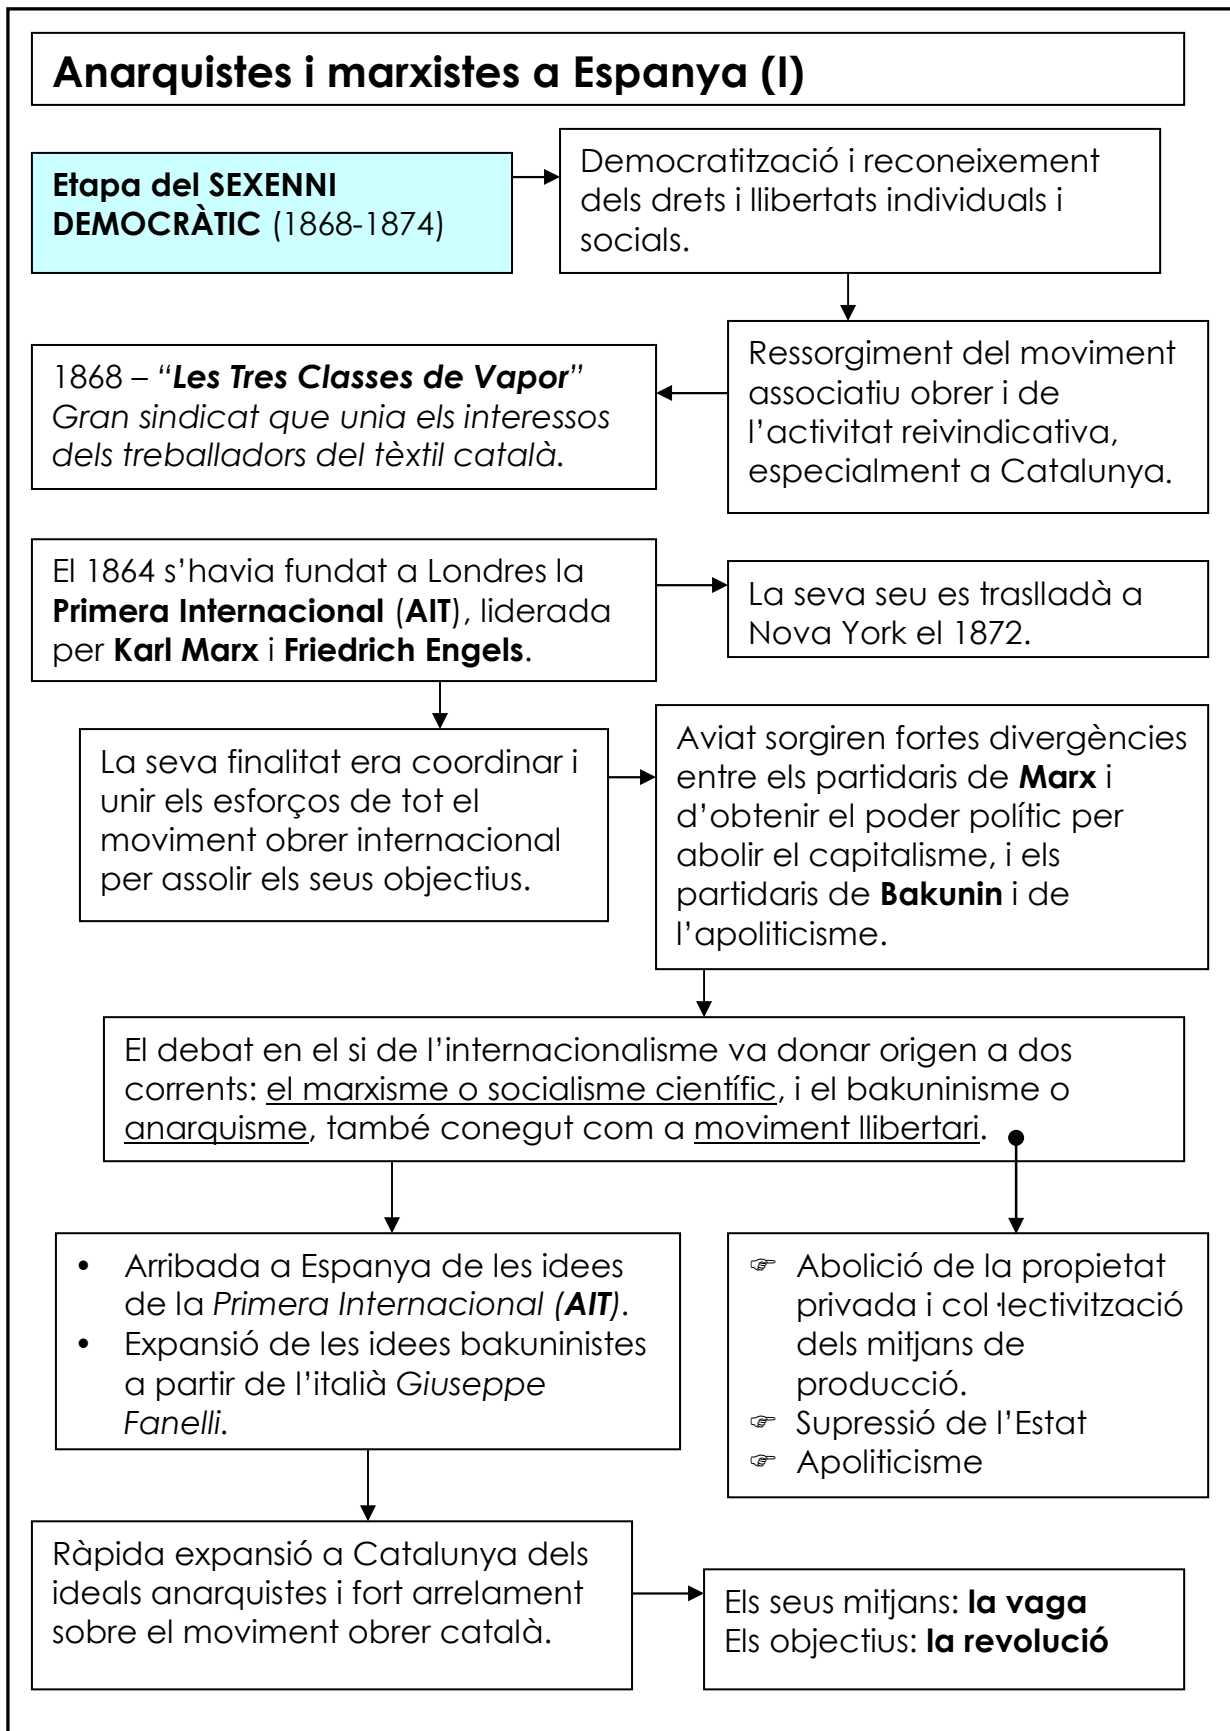 Anarquistes i marxistes a Espanya (I)
Etapa del SEXENNI
DEMOCRÀTIC (1868-1874)
Democratització i reconeixement
dels drets i llibertats individuals i
socials.
Ressorgiment del moviment
associatiu obrer i de
l’activitat reivindicativa,
especialment a Catalunya.
1868 – “Les Tres Classes de Vapor”
Gran sindicat que unia els interessos
dels treballadors del tèxtil català.
El 1864 s’havia fundat a Londres la
Primera Internacional (AIT), liderada
per Karl Marx i Friedrich Engels.
La seva seu es traslladà a
Nova York el 1872.
La seva finalitat era coordinar i
unir els esforços de tot el
moviment obrer internacional
per assolir els seus objectius.
Aviat sorgiren fortes divergències
entre els partidaris de Marx i
d’obtenir el poder polític per
abolir el capitalisme, i els
partidaris de Bakunin i de
l’apoliticisme.
El debat en el si de l’internacionalisme va donar origen a dos
corrents: el marxisme o socialisme científic, i el bakuninisme o
anarquisme, també conegut com a moviment llibertari.
• Arribada a Espanya de les idees
de la Primera Internacional (AIT).
• Expansió de les idees bakuninistes
a partir de l’italià Giuseppe
Fanelli.
☞ Abolició de la propietat
privada i col·lectivització
dels mitjans de
producció.
☞ Supressió de l’Estat
☞ Apoliticisme
Ràpida expansió a Catalunya dels
ideals anarquistes i fort arrelament
sobre el moviment obrer català.
Els seus mitjans: la vaga
Els objectius: la revolució